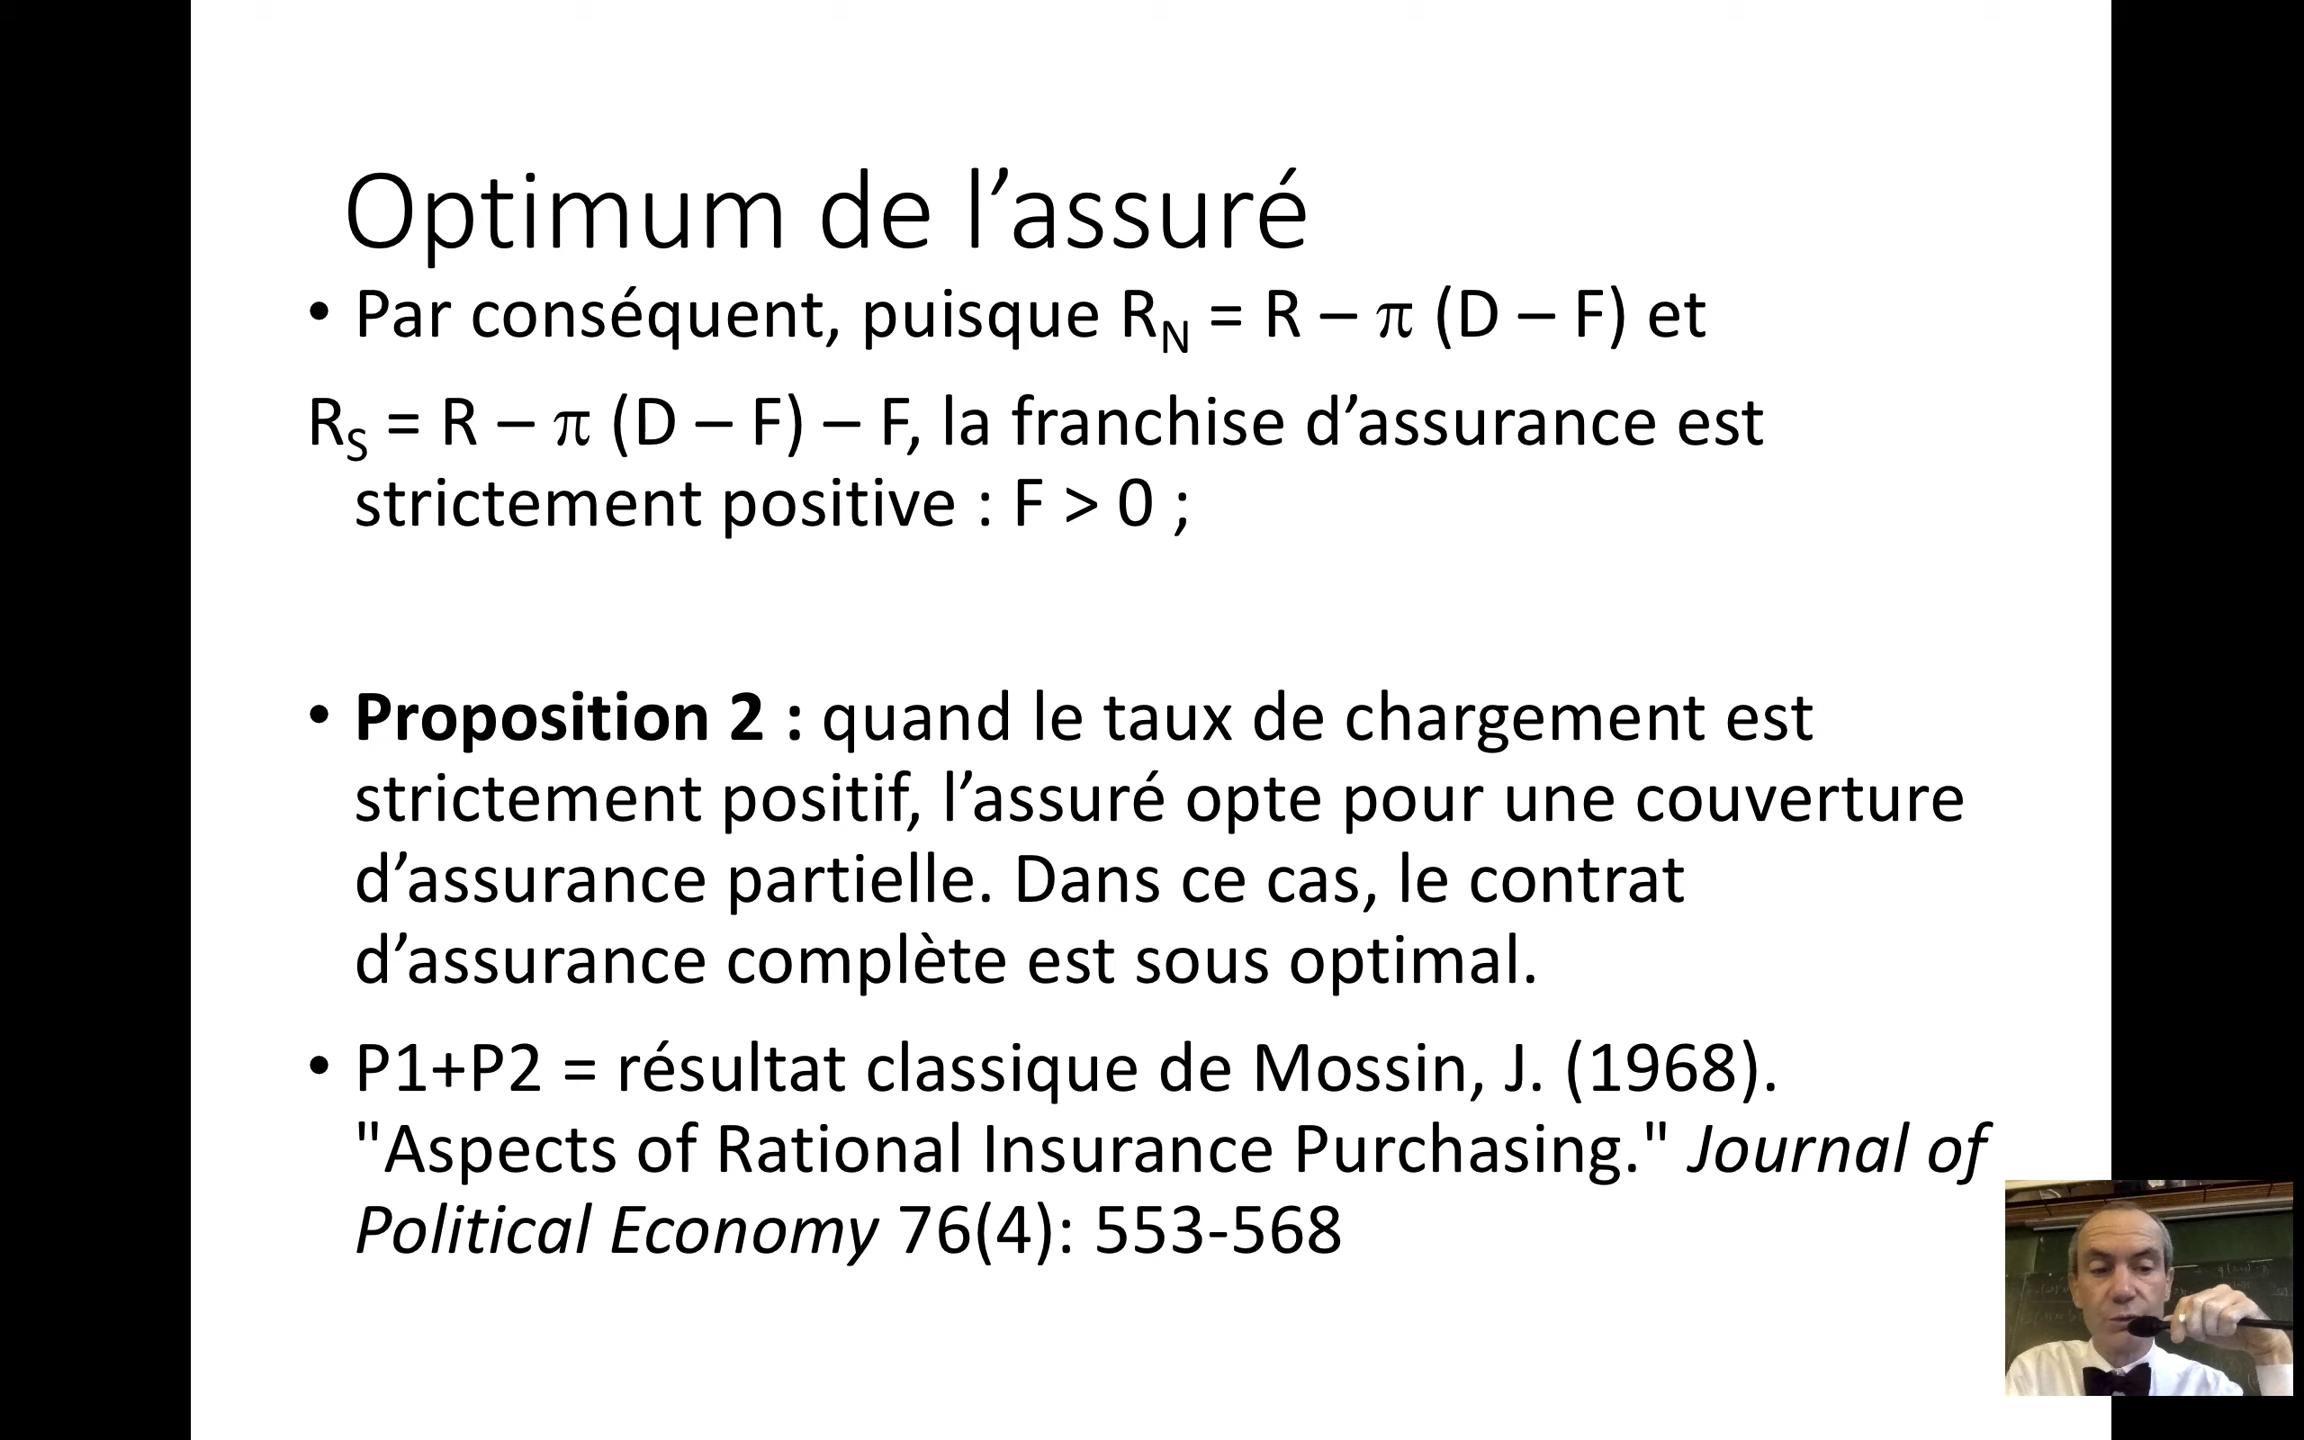 Optimum de l’assuré
• Par conséquent, puisque R_N = R – π (D – F) et
R_S = R – π (D – F) – F, la franchise d’assurance est
strictement positive : F > 0 ;
• Proposition 2 : quand le taux de chargement est
strictement positif, l’assuré opte pour une couverture
d’assurance partielle. Dans ce cas, le contrat
d’assurance complète est sous optimal.
• P1+P2 = résultat classique de Mossin, J. (1968).
"Aspects of Rational Insurance Purchasing." Journal of
Political Economy 76(4): 553-568